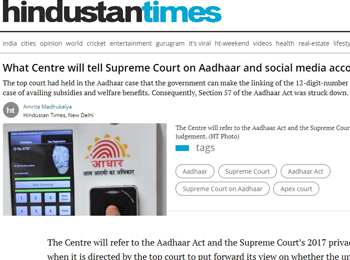 hindustantimes
india cities opinion world cricket entertainment gurugram it's viral ht-weekend videos health real-estate lifesty
What Centre will tell Supreme Court on Aadhaar and social media acco
The top court had held in the Aadhaar case that the government can make the linking of the 12-digit-number
case of availing subsidies and welfare benefits. Consequently, Section 57 of the Aadhaar Act was struck down.
ht
Amrita Madhukalya
Hindustan Times, New Delhi
The Centre will refer to the Aadhaar Act and the Supreme Cour
judgement. (HT Photo)
tags
Aadhaar
Supreme Court
Aadhaar Act
Supreme Court on Aadhaar
Apex court
आधार
आम आदमी का अधिकार
The Centre will refer to the Aadhaar Act and the Supreme Court's 2017 priva
when it is directed by the top court to put forward its view on whether the un